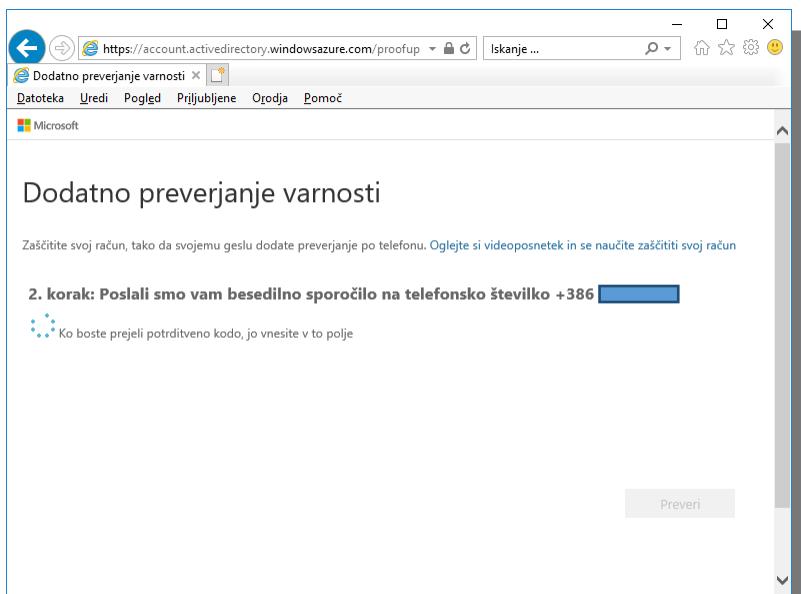 https://account.activedirectory.windowsazure.com/proofup
Iskanje ...
Dodatno preverjanje varnosti
Datoteka Uredi Pogled Priljubljene Orodja Pomoč
Microsoft
Dodatno preverjanje varnosti
Zaščitite svoj račun, tako da svojemu geslu dodate preverjanje po telefonu. Oglejte si videoposnetek in se naučite zaščititi svoj račun
2. korak: Poslali smo vam besedilno sporočilo na telefonsko številko +386
Ko boste prejeli potrditveno kodo, jo vnesite v to polje
Preveri